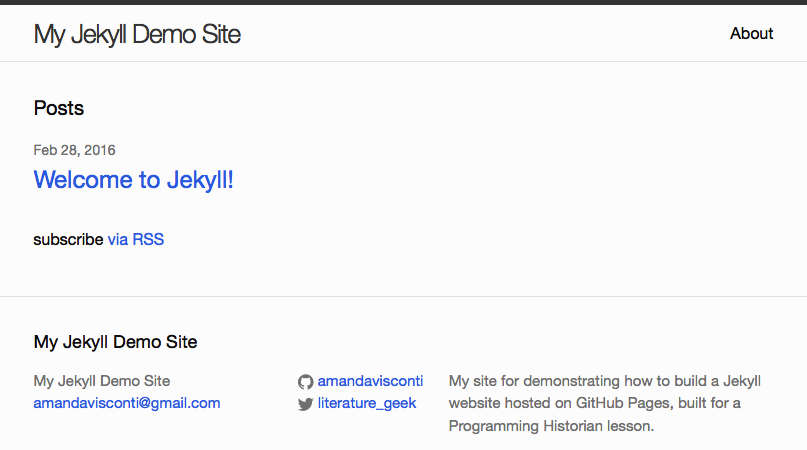 My Jekyll Demo Site
About
Posts
Feb 28, 2016
Welcome to Jekyll!
subscribe via RSS
My Jekyll Demo Site
My Jekyll Demo Site
amandavisconti@gmail.com
amandavisconti
literature_geek
My site for demonstrating how to build a Jekyll
website hosted on GitHub Pages, built for a
Programming Historian lesson.